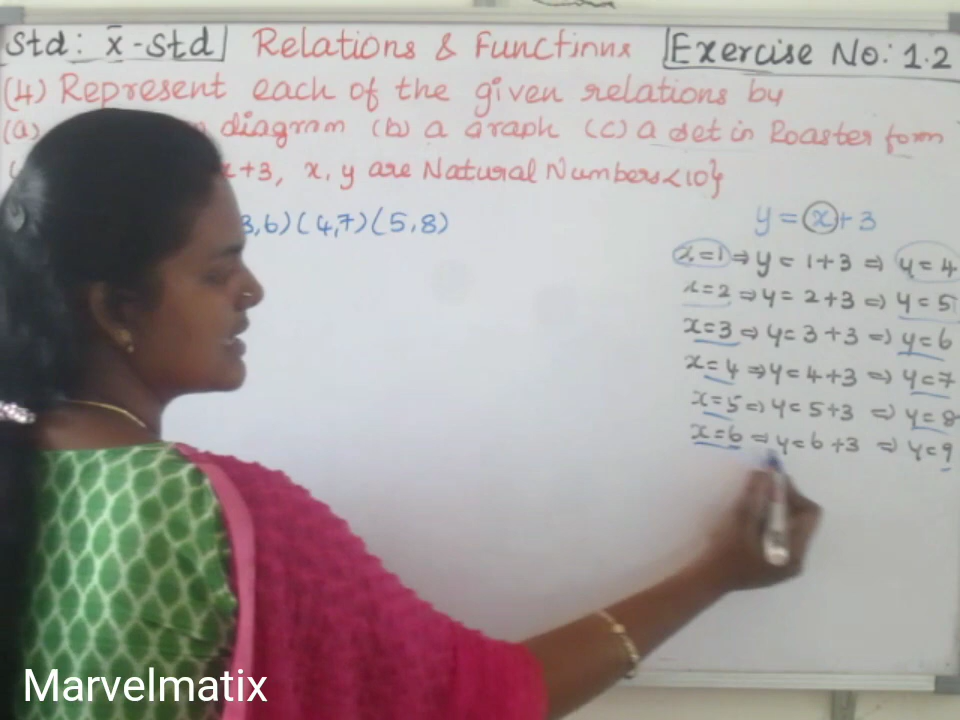 Std: x̄ - Std Relations & Functions Exercise No: 1.2
(4) Represent each of the given relations by
(a) diagram (b) a graph (c) a set in Roaster form
x+3, x, y are Natural Numbers<10}
3,6) (4,7) (5,8)
y = x + 3
x=1 ⇒ y = 1+3 ⇒ y = 4
x=2 ⇒ y = 2+3 ⇒ y = 5
x=3 ⇒ y = 3+3 ⇒ y = 6
x=4 ⇒ y = 4+3 ⇒ y = 7
x=5 ⇒ y = 5+3 ⇒ y = 8
x=6 ⇒ y = 6+3 ⇒ y = 9
Marvelmatix